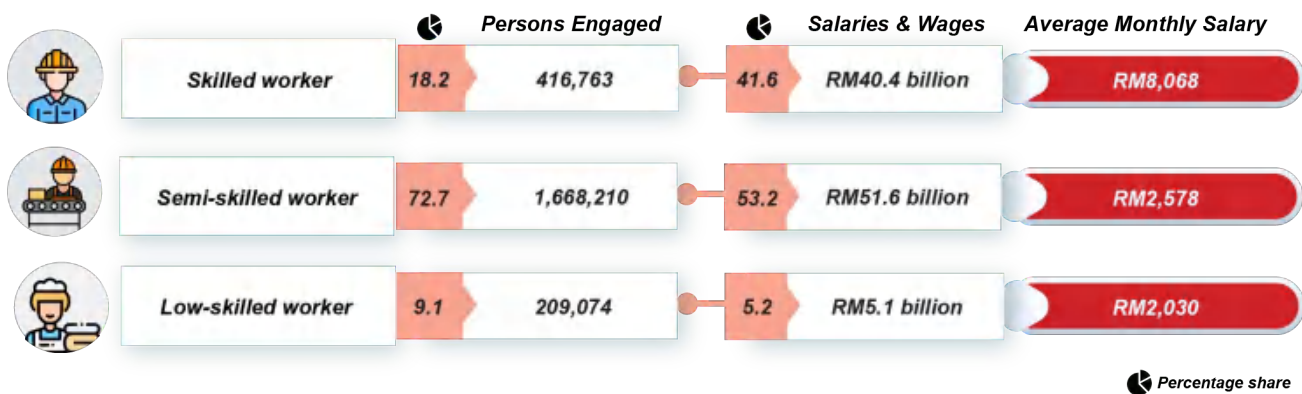 Persons Engaged Salaries & Wages Average Monthly Salary
Skilled worker 18.2 416,763 41.6 RM40.4 billion RM8,068
Semi-skilled worker 72.7 1,668,210 53.2 RM51.6 billion RM2,578
Low-skilled worker 9.1 209,074 5.2 RM5.1 billion RM2,030
Percentage share